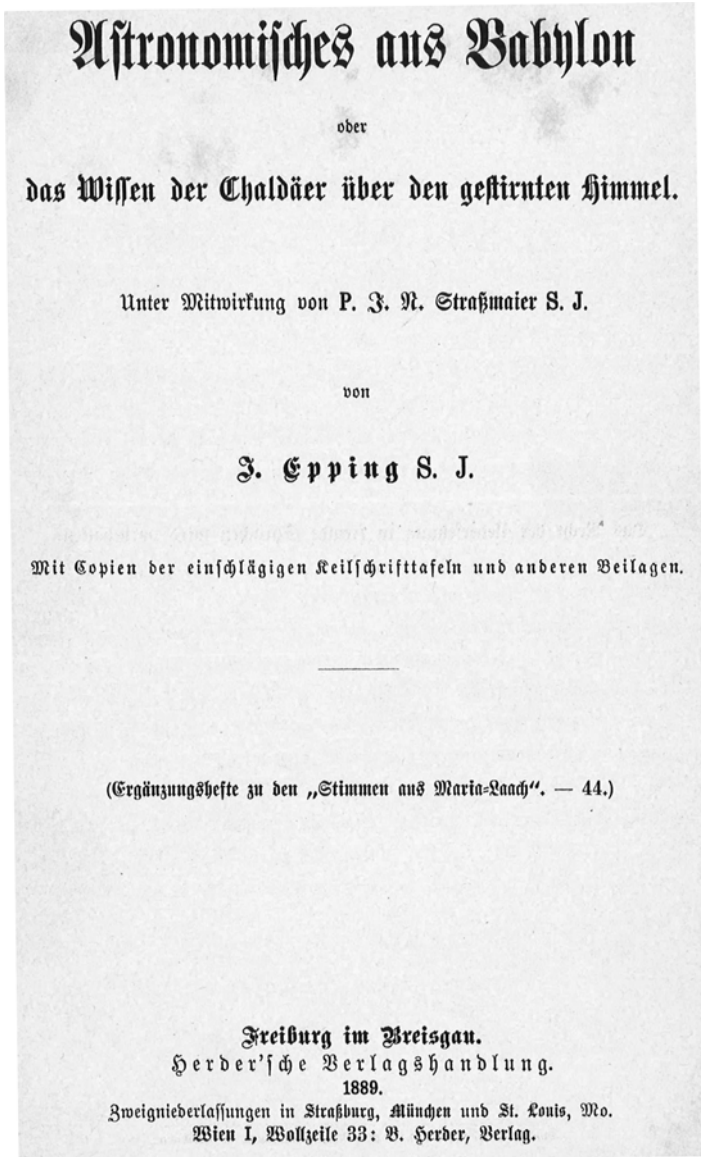 Astronomisches aus Babylon
oder
das Wissen der Chaldäer über den gestirnten Himmel.
Unter Mitwirkung von P. J. N. Straßmaier S. J.
von
J. Epping S. J.
Mit Copien der einschlägigen Keilschrifttafeln und anderen Beilagen.
(Ergänzungshefte zu den „Stimmen aus Maria-Laach“. — 44.)
Freiburg im Breisgau.
Herder'sche Verlagshandlung.
1889.
Zweigniederlassungen in Straßburg, München und St. Louis, Mo.
Wien I, Wollzeile 33: B. Herder, Verlag.